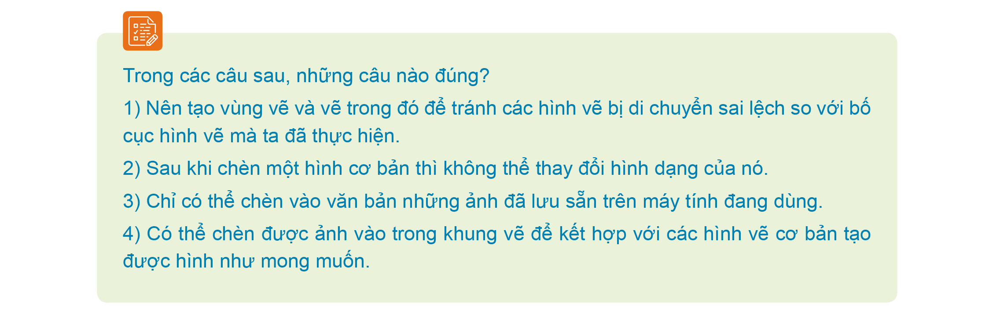 Trong các câu sau, những câu nào đúng?
1) Nên tạo vùng vẽ và vẽ trong đó để tránh các hình vẽ bị di chuyển sai lệch so với bố
cục hình vẽ mà ta đã thực hiện.
2) Sau khi chèn một hình cơ bản thì không thể thay đổi hình dạng của nó.
3) Chỉ có thể chèn vào văn bản những ảnh đã lưu sẵn trên máy tính đang dùng.
4) Có thể chèn được ảnh vào trong khung vẽ để kết hợp với các hình vẽ cơ bản tạo
được hình như mong muốn.